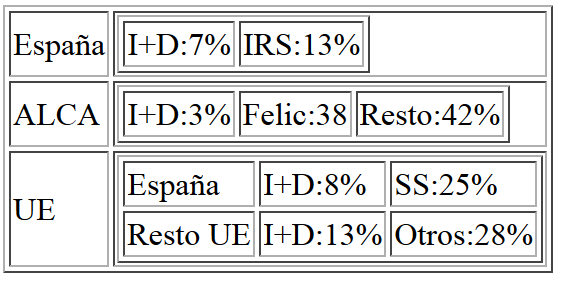 España I+D:7% IRS:13%
ALCA I+D:3% Felic:38 Resto:42%
UE España I+D:8% SS:25%
Resto UE I+D:13% Otros:28%